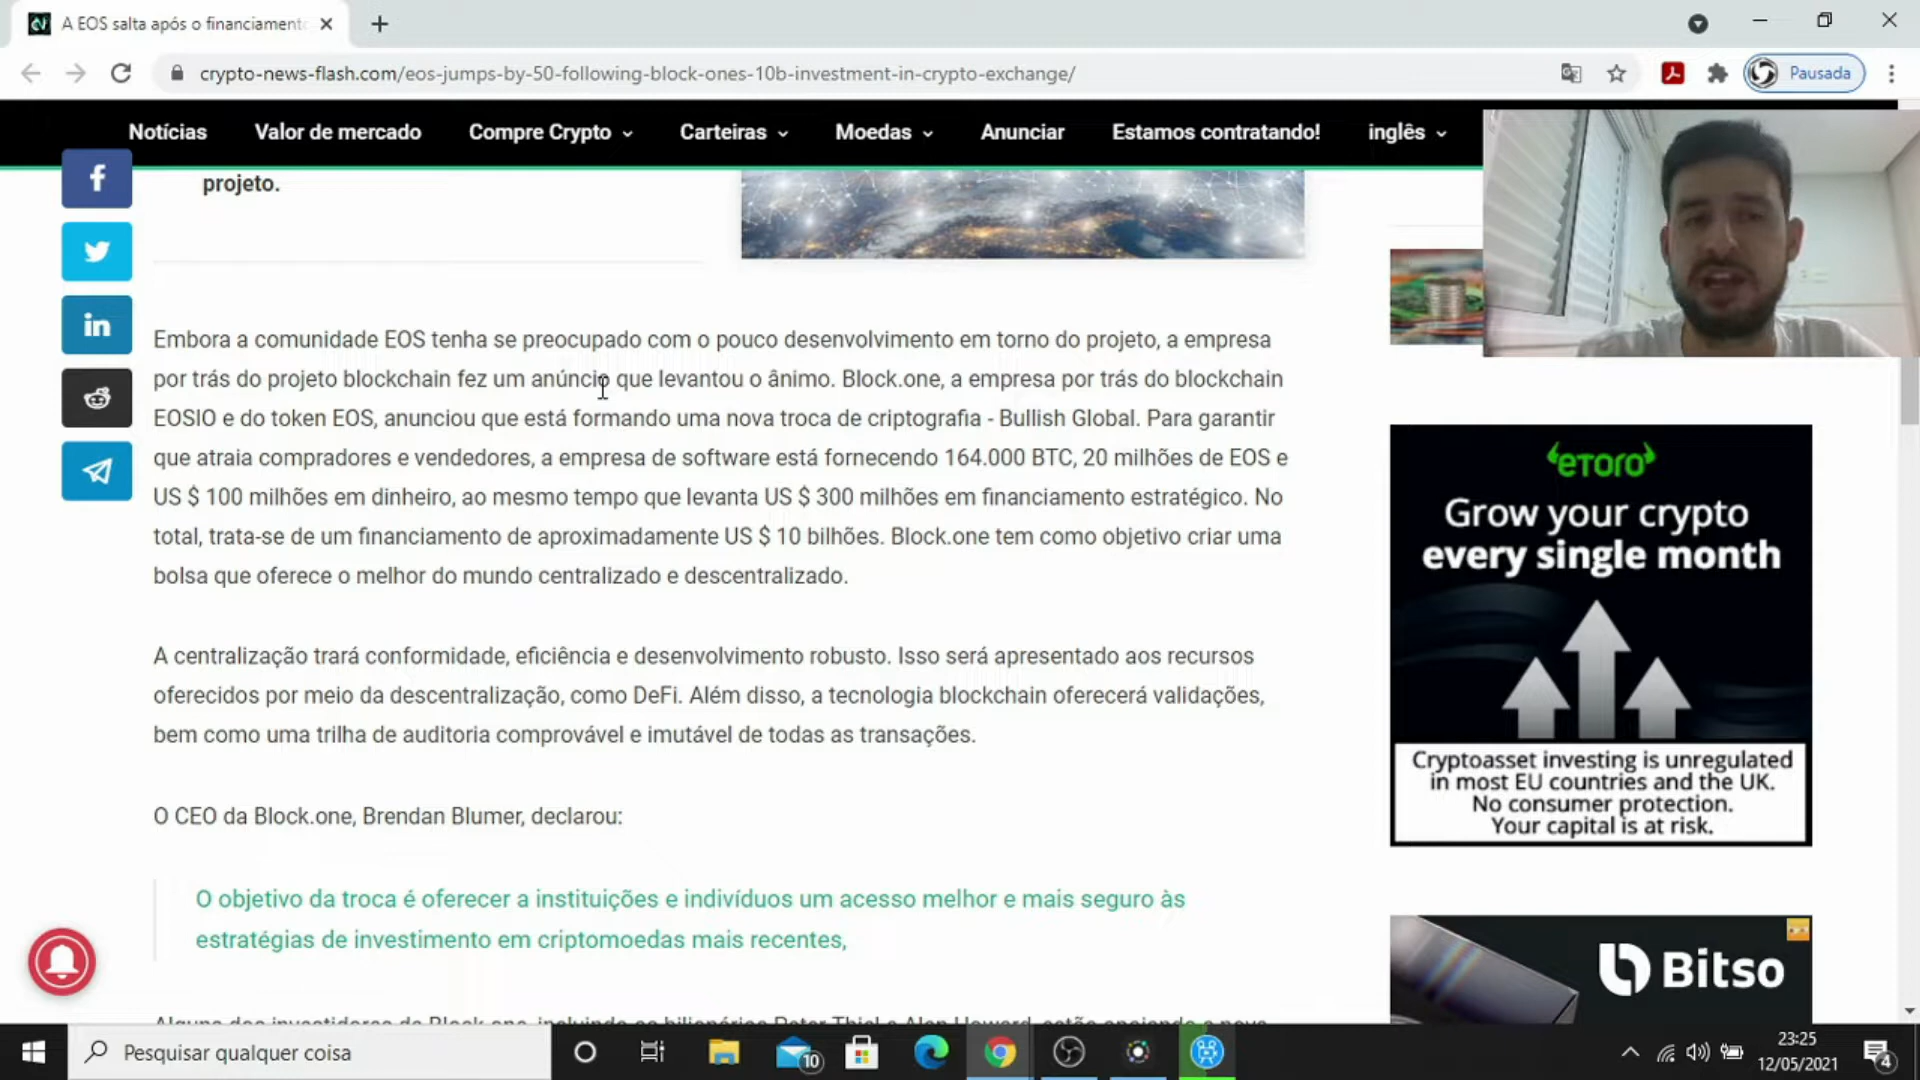 A EOS salta após o financiament
crypto-news-flash.com/eos-jumps-by-50-following-block-ones-10b-investment-in-crypto-exchange/
Pausada
Notícias Valor de mercado Compre Crypto Carteiras Moedas Anunciar Estamos contratando! inglês
projeto.
Embora a comunidade EOS tenha se preocupado com o pouco desenvolvimento em torno do projeto, a empresa
por trás do projeto blockchain fez um anúncio que levantou o ânimo. Block.one, a empresa por trás do blockchain
EOSIO e do token EOS, anunciou que está formando uma nova troca de criptografia - Bullish Global. Para garantir
que atraia compradores e vendedores, a empresa de software está fornecendo 164.000 BTC, 20 milhões de EOS e
US $ 100 milhões em dinheiro, ao mesmo tempo que levanta US $ 300 milhões em financiamento estratégico. No
total, trata-se de um financiamento de aproximadamente US $ 10 bilhões. Block.one tem como objetivo criar uma
bolsa que oferece o melhor do mundo centralizado e descentralizado.
A centralização trará conformidade, eficiência e desenvolvimento robusto. Isso será apresentado aos recursos
oferecidos por meio da descentralização, como DeFi. Além disso, a tecnologia blockchain oferecerá validações,
bem como uma trilha de auditoria comprovável e imutável de todas as transações.
O CEO da Block.one, Brendan Blumer, declarou:
O objetivo da troca é oferecer a instituições e indivíduos um acesso melhor e mais seguro às
estratégias de investimento em criptomoedas mais recentes,
eTORO
Grow your crypto
every single month
Cryptoasset investing is unregulated
in most EU countries and the UK.
No consumer protection.
Your capital is at risk.
Bitso
Pesquisar qualquer coisa
10
23:25
12/05/2021
4